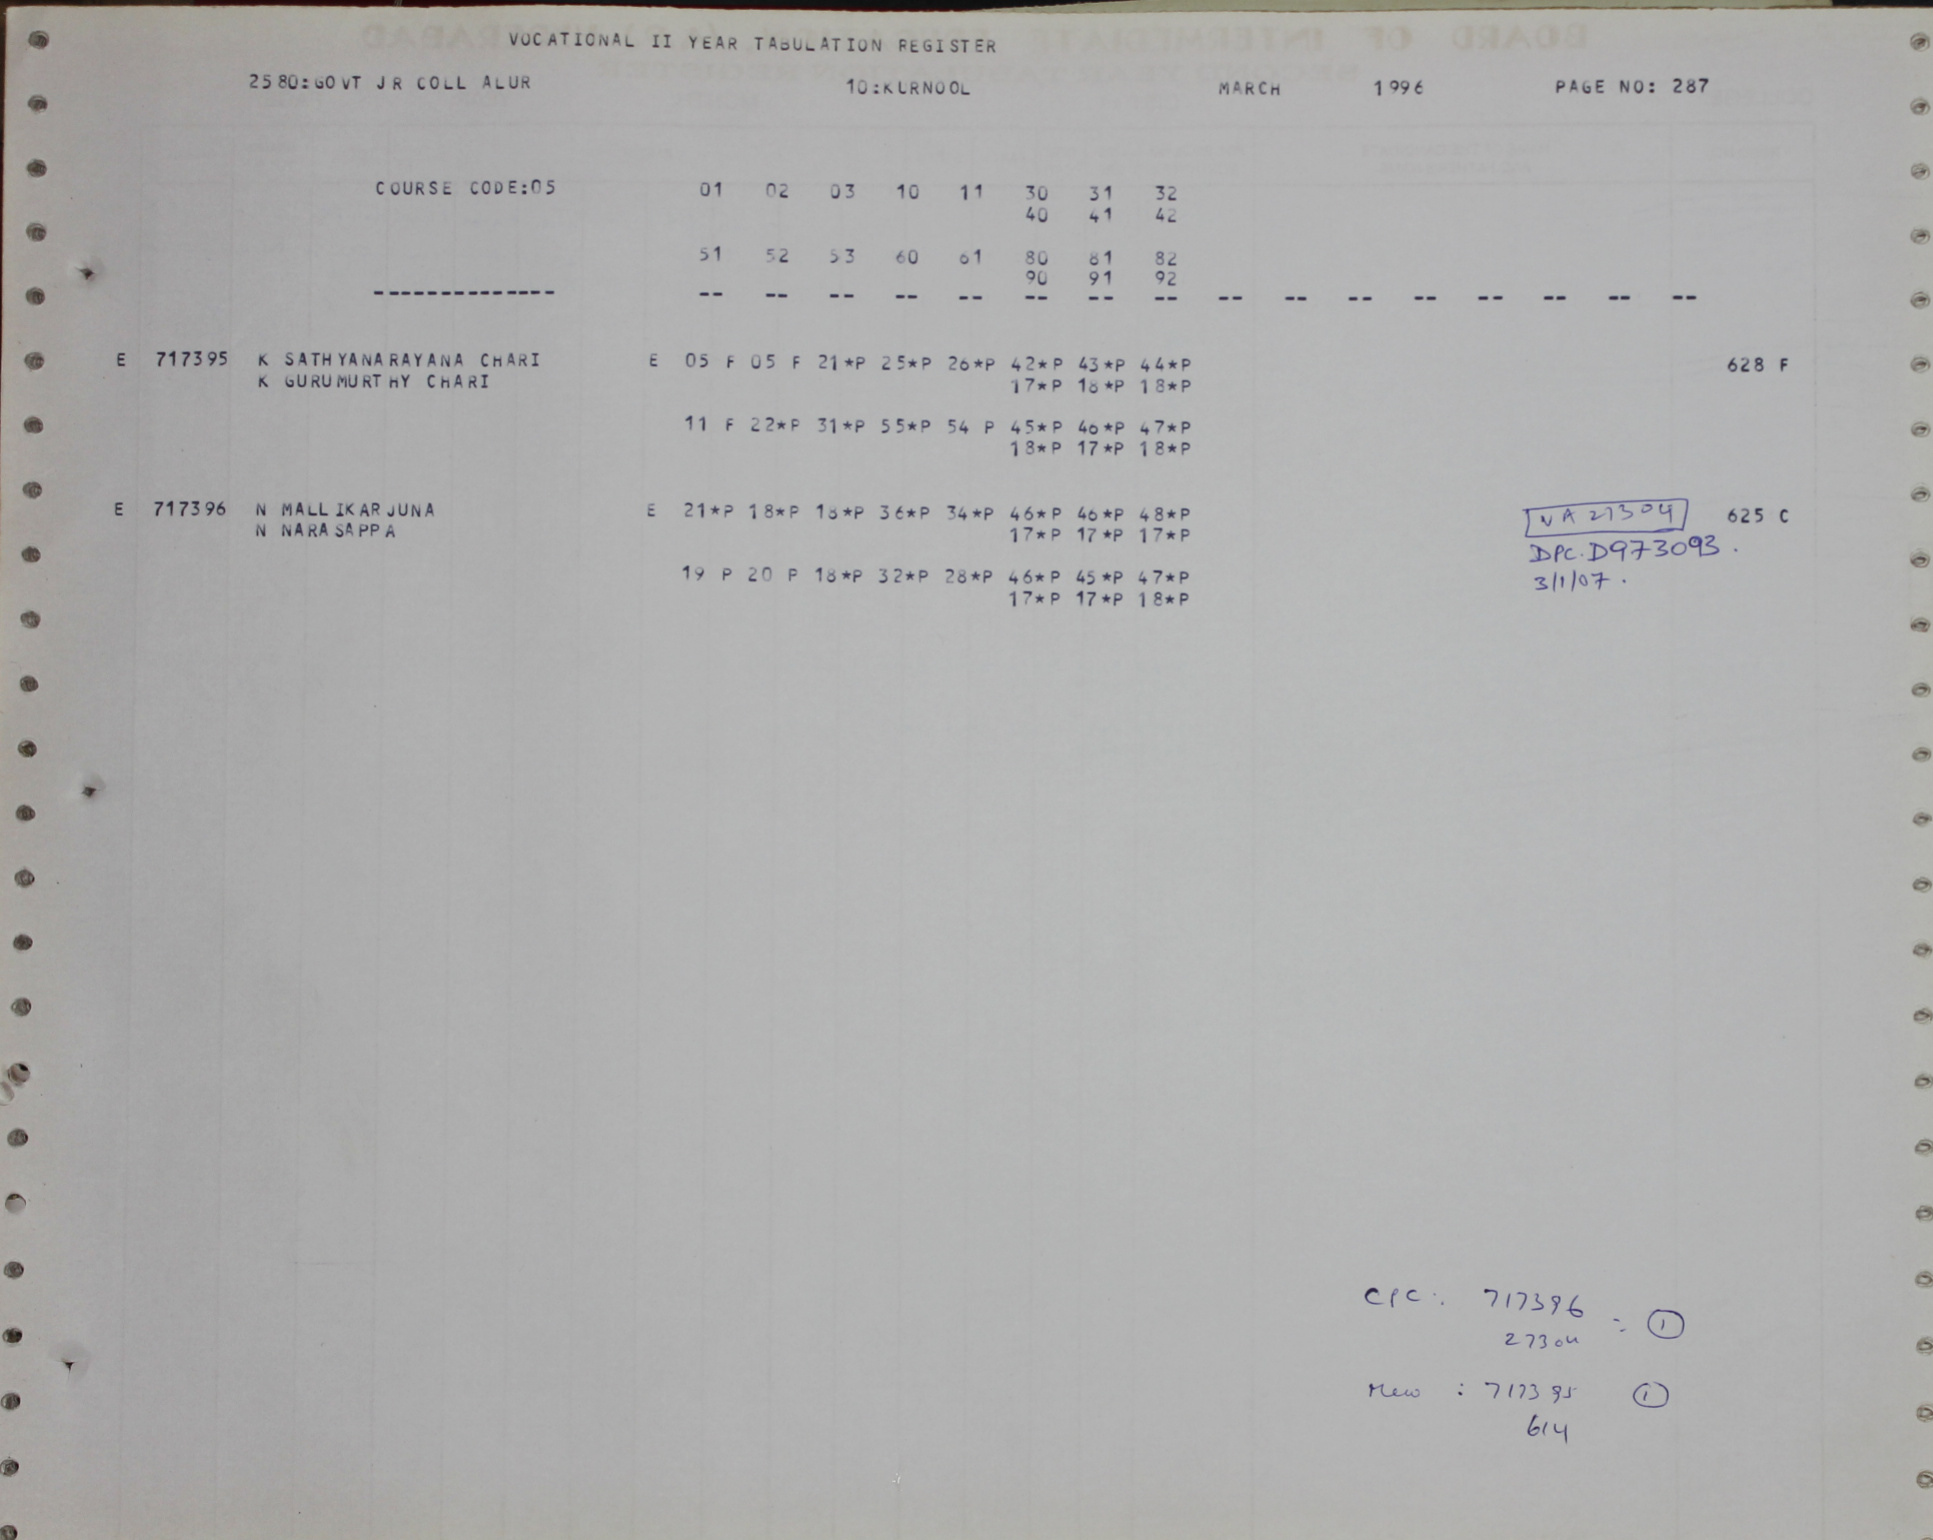 VOCATIONAL II YEAR TABULATION REGISTER
2580:GOVT JR COLL ALUR 10:KURNOOL MARCH 1996 PAGE NO: 287
COURSE CODE:05 01 02 03 10 11 30 31 32
40 41 42
51 52 53 60 61 80 81 82
90 91 92
-------------- -- -- -- -- -- -- -- -- -- -- -- -- -- -- -- --
E 717395 K SATHYANARAYANA CHARI E 05 F 05 F 21*P 25*P 26*P 42*P 43*P 44*P 628 F
K GURUMURTHY CHARI 17*P 18*P 18*P
11 F 22*P 31*P 55*P 54 P 45*P 46*P 47*P
18*P 17*P 18*P
E 717396 N MALLIKARJUNA E 21*P 18*P 18*P 36*P 34*P 46*P 46*P 48*P VA 27304 625 C
N NARASAPPA 17*P 17*P 17*P DPC.D973093.
19 P 20 P 18*P 32*P 28*P 46*P 45*P 47*P 3/1/07.
17*P 17*P 18*P
CPC: 717396 = 1
27304
Mew : 717395 1
614